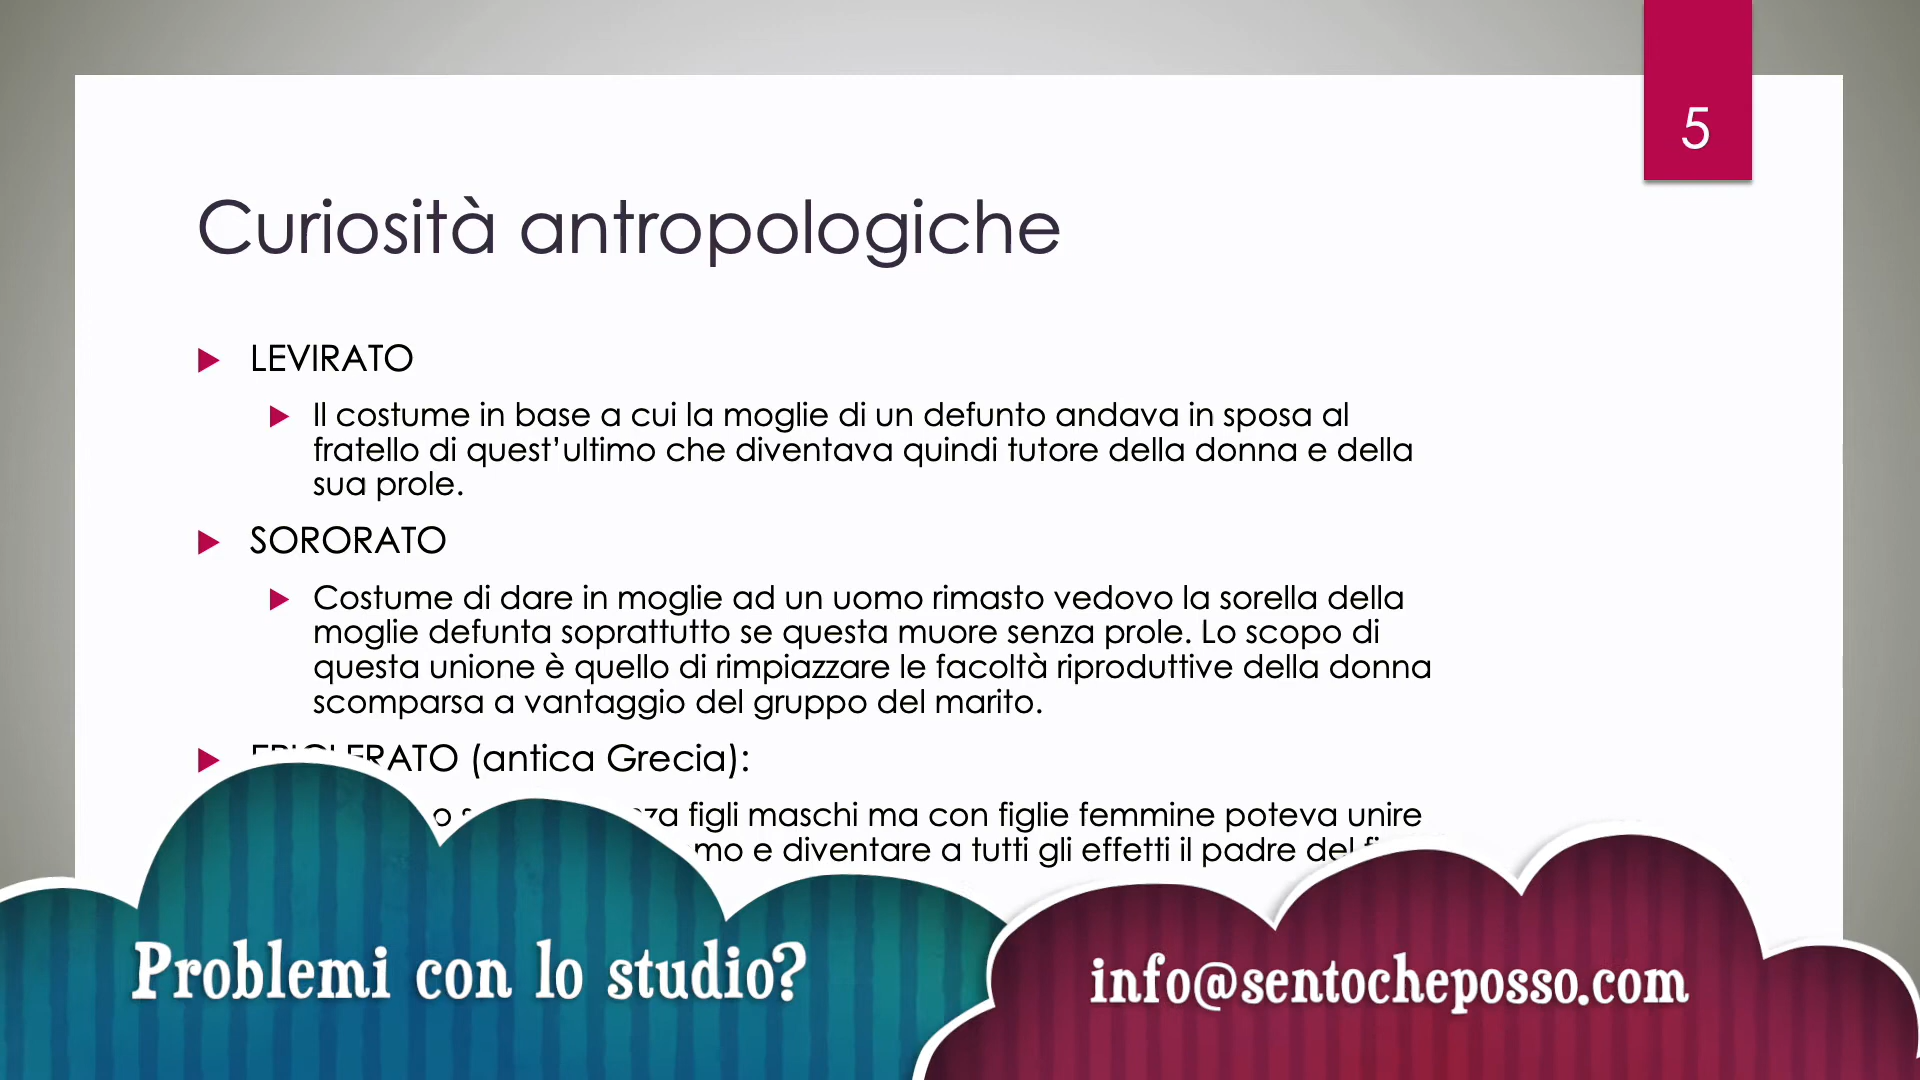 5
Curiosità antropologiche
LEVIRATO
Il costume in base a cui la moglie di un defunto andava in sposa al
fratello di quest’ultimo che diventava quindi tutore della donna e della
sua prole.
SORORATO
Costume di dare in moglie ad un uomo rimasto vedovo la sorella della
moglie defunta soprattutto se questa muore senza prole. Lo scopo di
questa unione è quello di rimpiazzare le facoltà riproduttive della donna
scomparsa a vantaggio del gruppo del marito.
(antica Grecia):
figli maschi ma con figlie femmine poteva unire
e diventare a tutti gli effetti il padre del
Problemi con lo studio?
info@sentocheposso.com